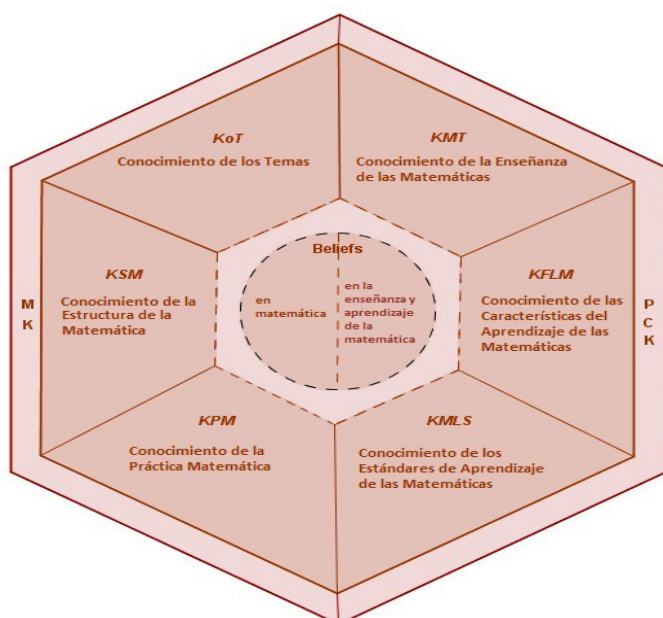 KoT
Conocimiento de los Temas
KMT
Conocimiento de la Enseñanza
de las Matemáticas
Beliefs
en
matemática
en la
enseñanza y
aprendizaje
de la
matemática
M
K
KSM
Conocimiento de la
Estructura de la
Matemática
KFLM
Conocimiento de las
Características del
Aprendizaje de las
Matemáticas
P
C
K
KPM
Conocimiento de la
Práctica Matemática
KMLS
Conocimiento de los
Estándares de Aprendizaje
de las Matemáticas